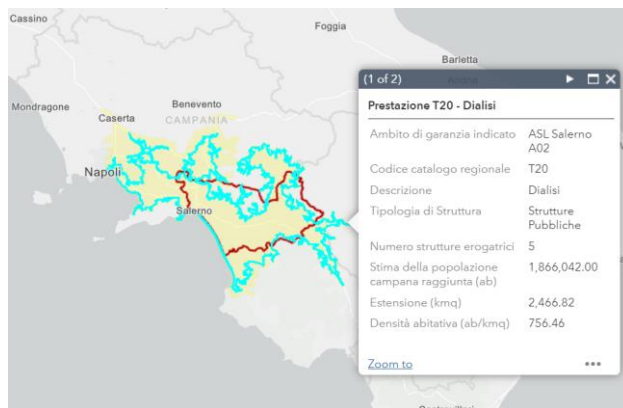 Cassino
Foggia
Barletta
Mondragone
Caserta
Benevento
CAMPANIA
Napoli
Salerno
(1 of 2)
Prestazione T20 - Dialisi
Ambito di garanzia indicato ASL Salerno
A02
Codice catalogo regionale T20
Descrizione Dialisi
Tipologia di Struttura Strutture
Pubbliche
Numero strutture erogatrici 5
Stima della popolazione 1,866,042.00
campana raggiunta (ab)
Estensione (kmq) 2,466.82
Densità abitativa (ab/kmq) 756.46
Zoom to